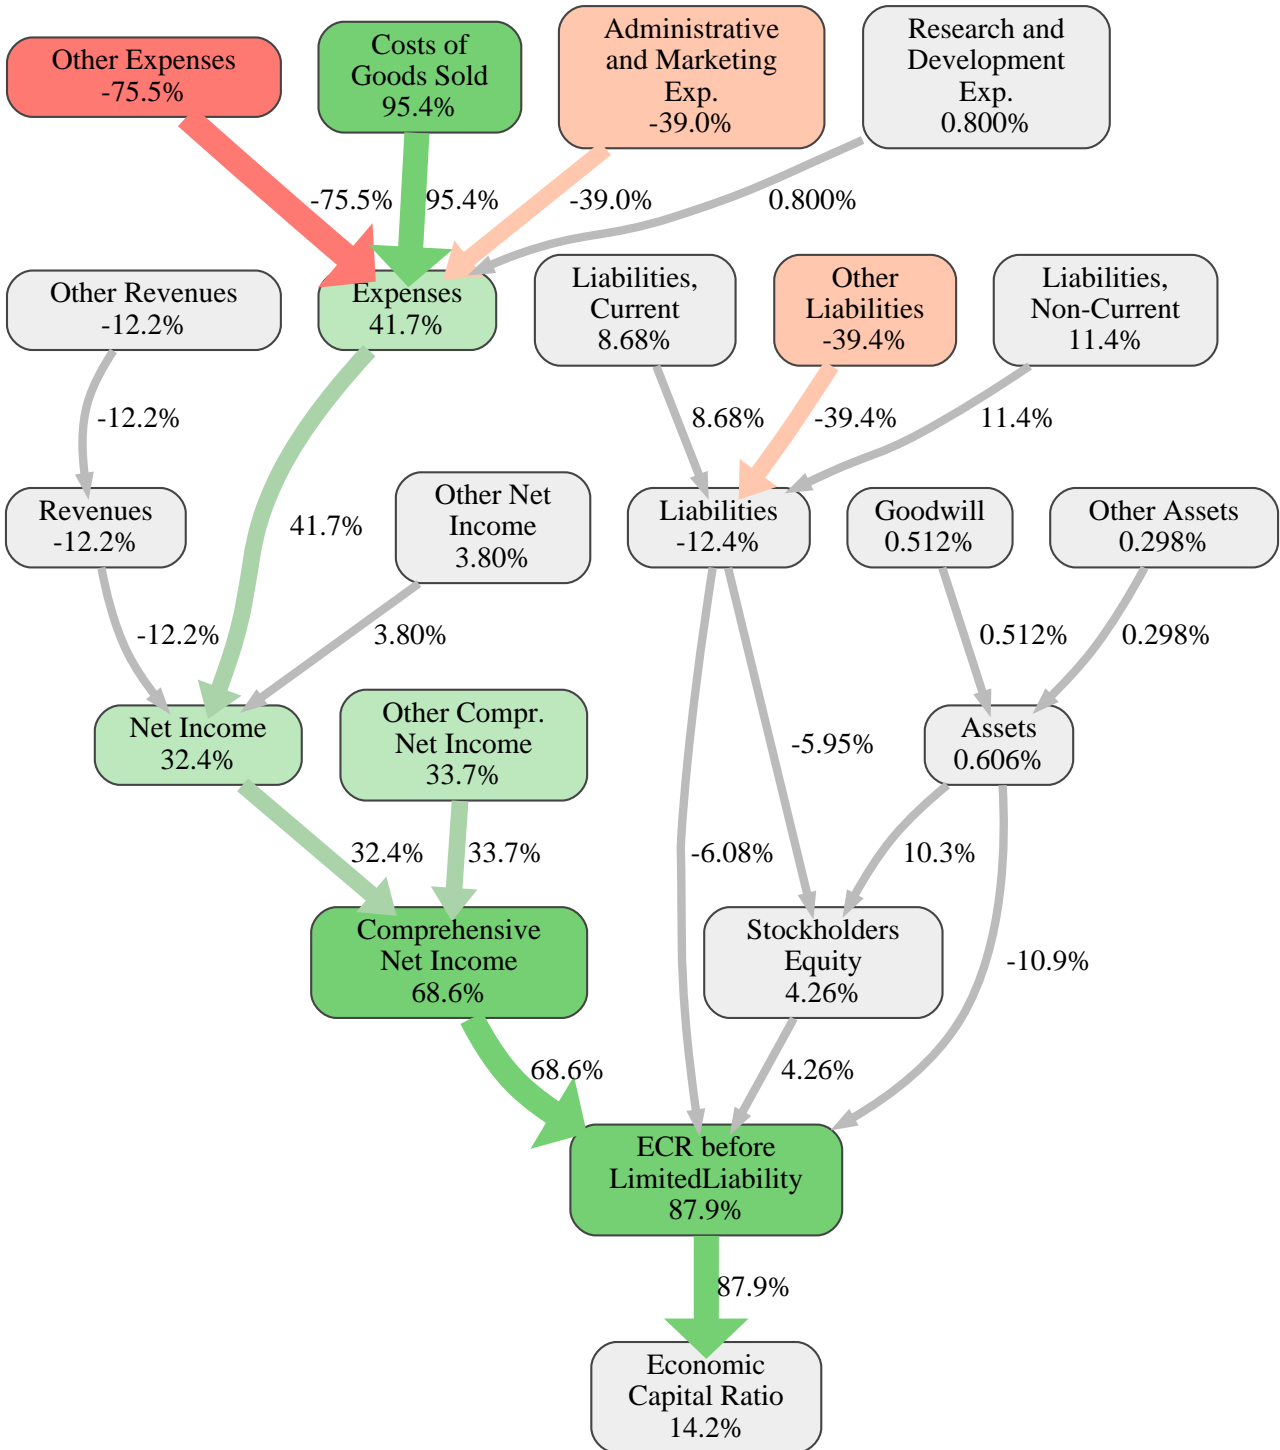 Other Expenses
-75.5%
Costs of
Goods Sold
95.4%
Administrative
and Marketing
Exp.
-39.0%
Research and
Development
Exp.
0.800%
-75.5%
95.4%
-39.0%
0.800%
Other Revenues
-12.2%
Expenses
41.7%
Liabilities,
Current
8.68%
Other
Liabilities
-39.4%
Liabilities,
Non-Current
11.4%
-12.2%
8.68%
-39.4%
11.4%
Revenues
-12.2%
41.7%
Other Net
Income
3.80%
Liabilities
-12.4%
Goodwill
0.512%
Other Assets
0.298%
-12.2%
3.80%
0.512%
0.298%
Net Income
32.4%
Other Compr.
Net Income
33.7%
-5.95%
Assets
0.606%
32.4%
33.7%
-6.08%
10.3%
Comprehensive
Net Income
68.6%
Stockholders
Equity
4.26%
-10.9%
68.6%
4.26%
ECR before
LimitedLiability
87.9%
87.9%
Economic
Capital Ratio
14.2%